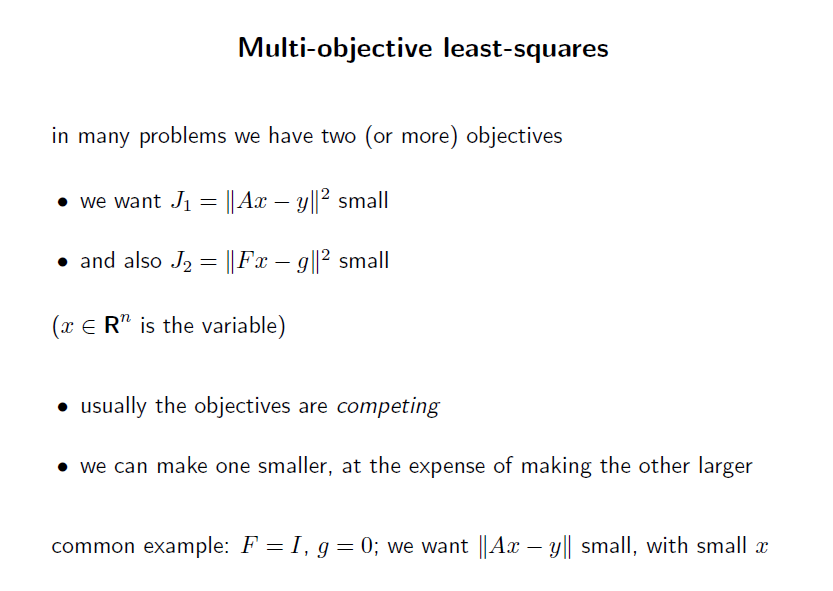 Multi-objective least-squares
in many problems we have two (or more) objectives
• we want J₁ = ‖Ax − y‖² small
• and also J₂ = ‖Fx − g‖² small
(x ∈ Rⁿ is the variable)
• usually the objectives are competing
• we can make one smaller, at the expense of making the other larger
common example: F = I, g = 0; we want ‖Ax − y‖ small, with small x